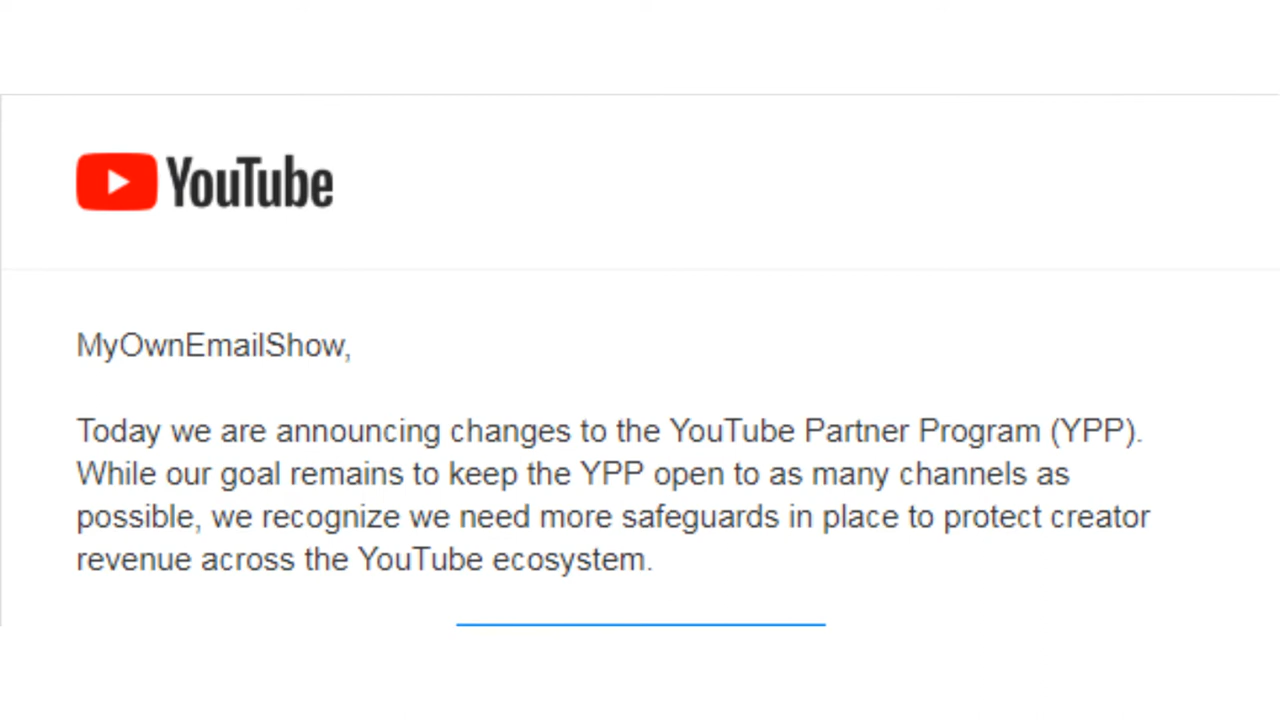 YouTube
MyOwnEmailShow,
Today we are announcing changes to the YouTube Partner Program (YPP).
While our goal remains to keep the YPP open to as many channels as
possible, we recognize we need more safeguards in place to protect creator
revenue across the YouTube ecosystem.